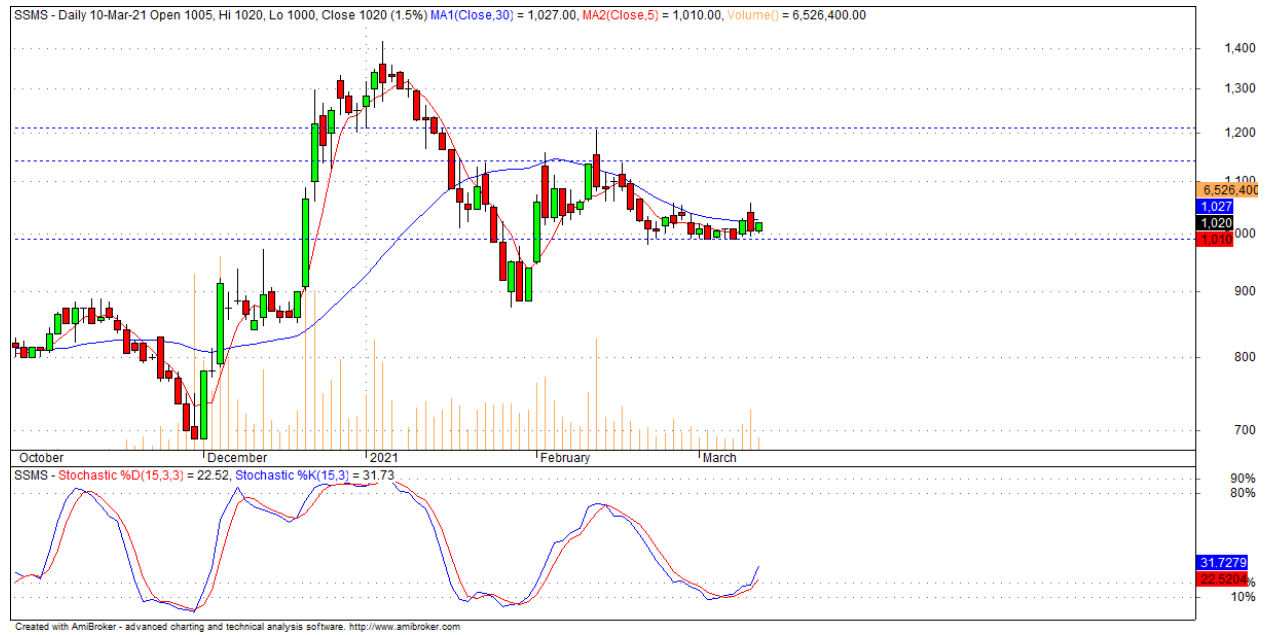 SSMS - Daily 10-Mar-21 Open 1005, Hi 1020, Lo 1000, Close 1020 (1.5%) MA1(Close,30) = 1,027.00, MA2(Close,5) = 1,010.00, Volume() = 6,526,400.00
1,400
1,300
1,200
1,100
6,526,400
1,027
1,020
000
1,010
900
800
700
October
December
2021
February
March
SSMS - Stochastic %D(15,3,3) = 22.52, Stochastic %K(15,3) = 31.73
90%
80%
31.7279
22.5204
%
10%
Created with AmiBroker - advanced charting and technical analysis software. http://www.amibroker.com